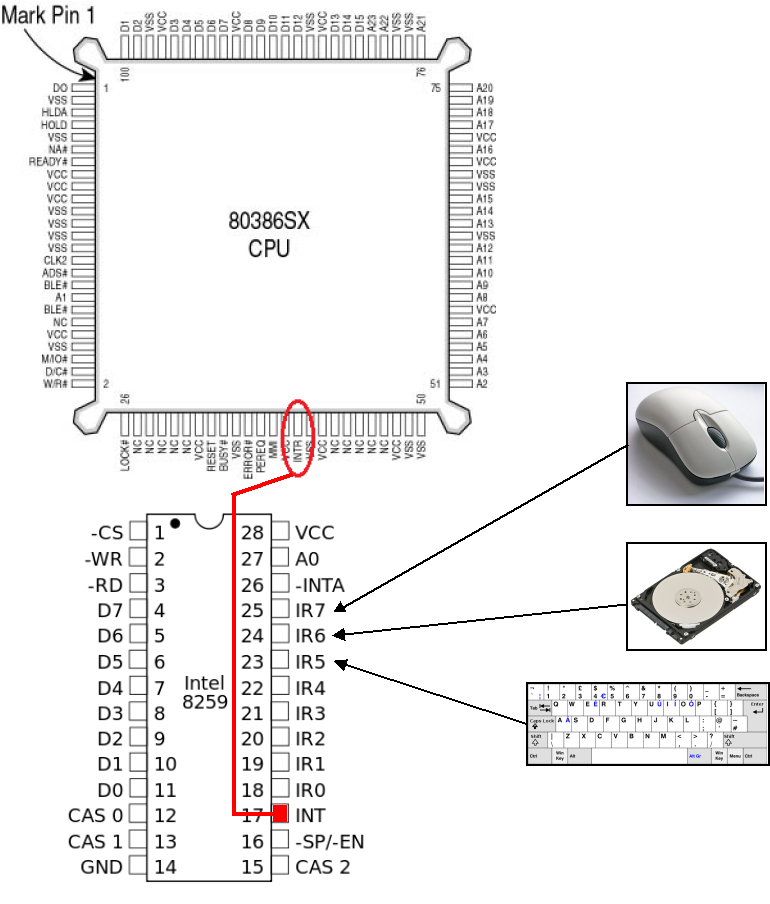 Mark Pin 1
D1 D2 VSS VCC D3 D4 D5 D6 D7 VCC D8 D9 D10 D11 D12 VSS VCC D13 D14 D15 A23 A22 VSS VSS A21
100 76
1 75
DO A20
VSS A19
HLDA A18
HOLD A17
VSS VCC
NA# A16
READY# VCC
VCC VSS
VCC VSS
VCC A15
VSS A14
VSS A13
VSS VSS
VSS A12
CLK2 A11
ADS# A10
BLE# A9
A1 A8
BLE# VCC
NC A7
VCC A6
VSS A5
M/IO# A4
D/C# A3
W/R# A2
80386SX
CPU
2 51
26 50
LOCK# NC NC NC NC NC VCC RESET BUSY# VSS ERROR# PEREQ MMI VCC INTR VSS VCC NC NC NC NC NC VCC VSS VSS
-CS 1 28 VCC
-WR 2 27 A0
-RD 3 26 -INTA
D7 4 25 IR7
D6 5 24 IR6
D5 6 23 IR5
D4 7 22 IR4
D3 8 21 IR3
D2 9 20 IR2
D1 10 19 IR1
D0 11 18 IR0
CAS 0 12 17 INT
CAS 1 13 16 -SP/-EN
GND 14 15 CAS 2
Intel
8259
Backspace
Tab Q W E R T Y U I O P Enter
Caps Lock A S D F G H J K L
Shift Z X C V B N M Shift
Ctrl Win Key Alt Alt Gr Win Key Menu Ctrl